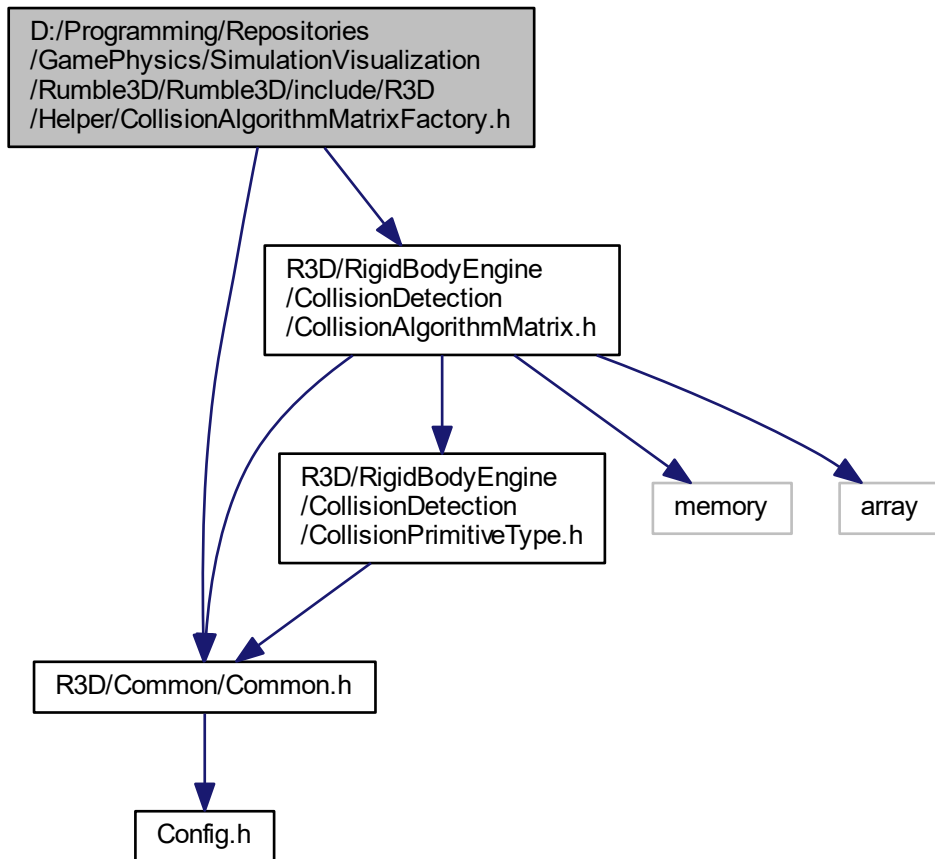 D:/Programming/Repositories
/GamePhysics/SimulationVisualization
/Rumble3D/Rumble3D/include/R3D
/Helper/CollisionAlgorithmMatrixFactory.h
R3D/RigidBodyEngine
/CollisionDetection
/CollisionAlgorithmMatrix.h
R3D/RigidBodyEngine
/CollisionDetection
/CollisionPrimitiveType.h
memory
array
R3D/Common/Common.h
Config.h